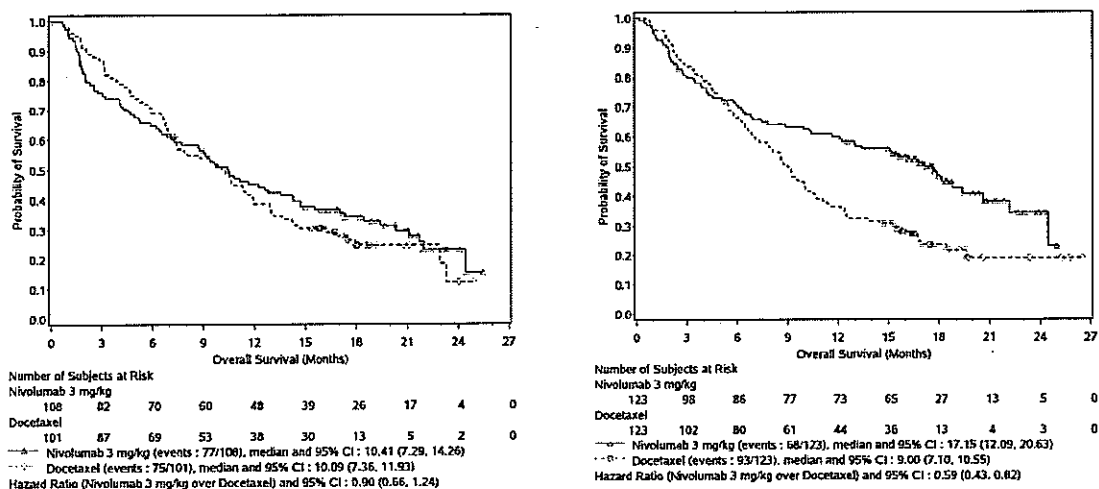 1.0
0.9
0.8
0.7
0.6
0.5
0.4
0.3
0.2
0.1
0.0
Probability of Survival
0 3 6 9 12 15 18 21 24 27
Overall Survival (Months)
Number of Subjects at Risk
Nivolumab 3 mg/kg
108 82 70 60 48 39 26 17 4 0
Docetaxel
101 87 69 53 38 30 13 5 2 0
Nivolumab 3 mg/kg (events : 77/108), median and 95% CI : 10.41 (7.29, 14.26)
Docetaxel (events : 75/101), median and 95% CI : 10.09 (7.36, 11.93)
Hazard Ratio (Nivolumab 3 mg/kg over Docetaxel) and 95% CI : 0.90 (0.66, 1.24)
1.0
0.9
0.8
0.7
0.6
0.5
0.4
0.3
0.2
0.1
0.0
Probability of Survival
0 3 6 9 12 15 18 21 24 27
Overall Survival (Months)
Number of Subjects at Risk
Nivolumab 3 mg/kg
123 98 86 77 73 65 27 13 5 0
Docetaxel
123 102 80 61 44 36 13 4 3 0
Nivolumab 3 mg/kg (events : 68/123), median and 95% CI : 17.15 (12.09, 20.63)
Docetaxel (events : 93/123), median and 95% CI : 9.00 (7.10, 10.55)
Hazard Ratio (Nivolumab 3 mg/kg over Docetaxel) and 95% CI : 0.59 (0.43, 0.82)